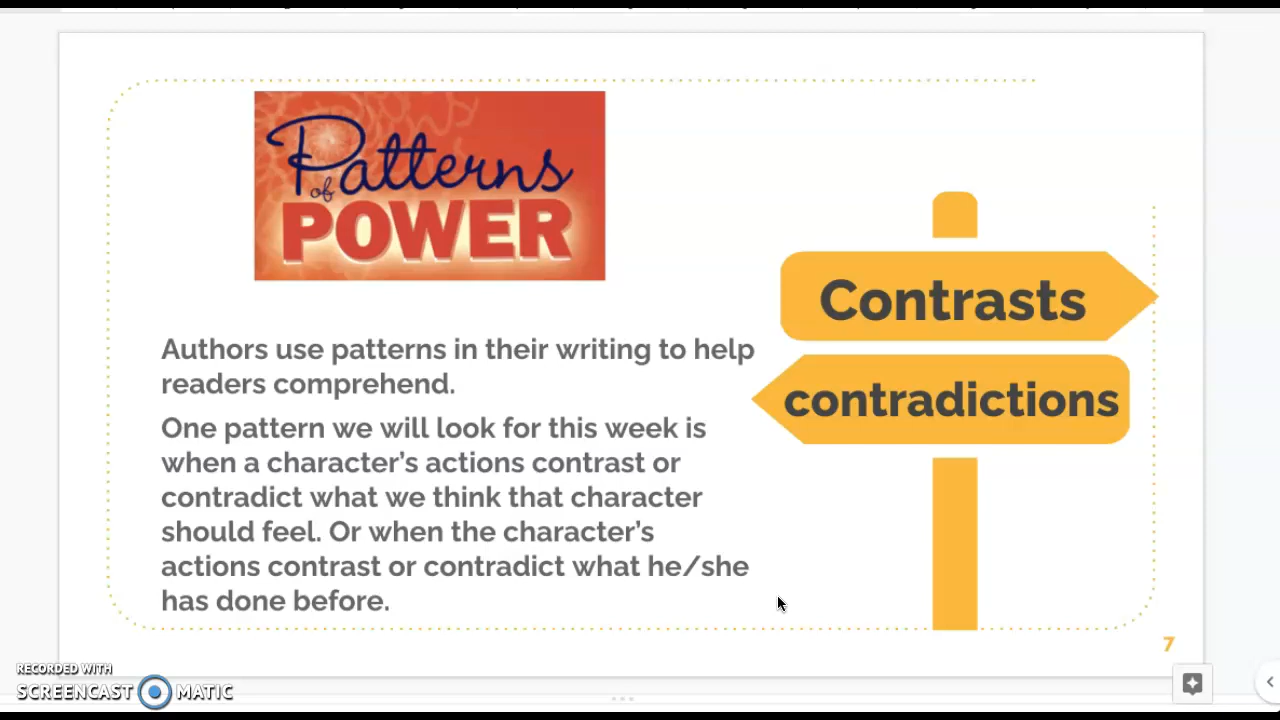 Patterns
of
POWER
Contrasts
contradictions
Authors use patterns in their writing to help
readers comprehend.
One pattern we will look for this week is
when a character's actions contrast or
contradict what we think that character
should feel. Or when the character's
actions contrast or contradict what he/she
has done before.
7
RECORDED WITH
SCREENCAST MATIC